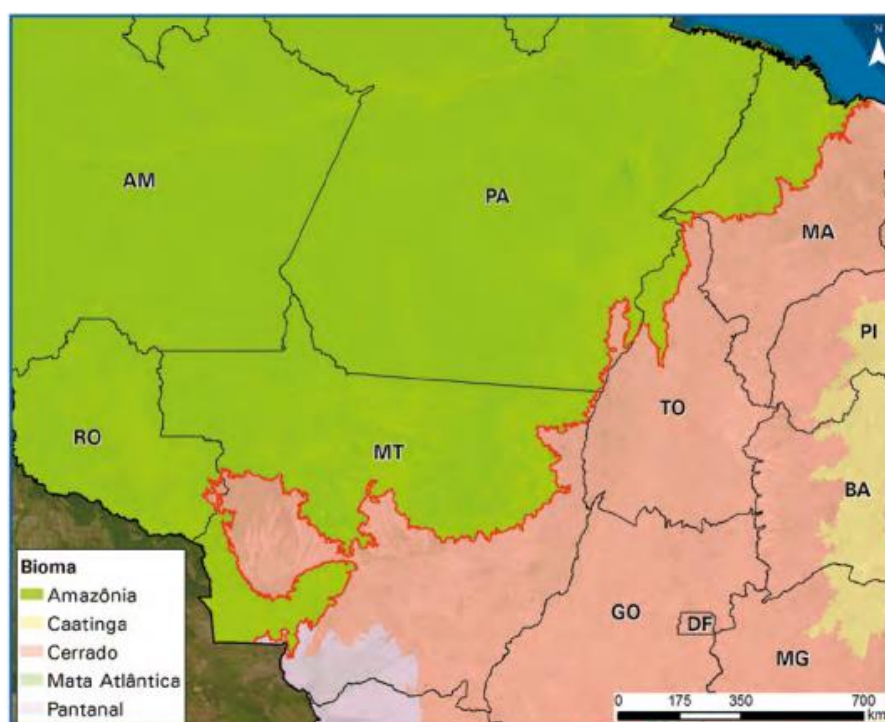 N
AM
PA
MA
PI
TO
RO
MT
BA
GO
DF
MG
Bioma
Amazônia
Caatinga
Cerrado
Mata Atlântica
Pantanal
0 175 350 700
km